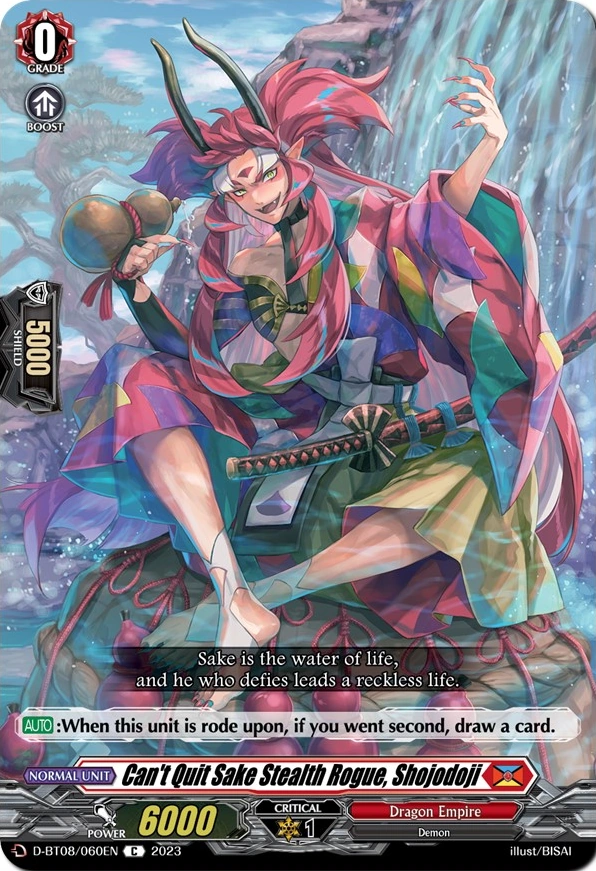 0
GRADE
BOOST
5000
SHIELD
Sake is the water of life,
and he who defies leads a reckless life.
AUTO:When this unit is rode upon, if you went second, draw a card.
NORMAL UNIT Can't Quit Sake Stealth Rogue, Shojodoji
POWER 6000 CRITICAL 1 Dragon Empire
Demon
D-BT08/060EN C 2023 illust/BISAI